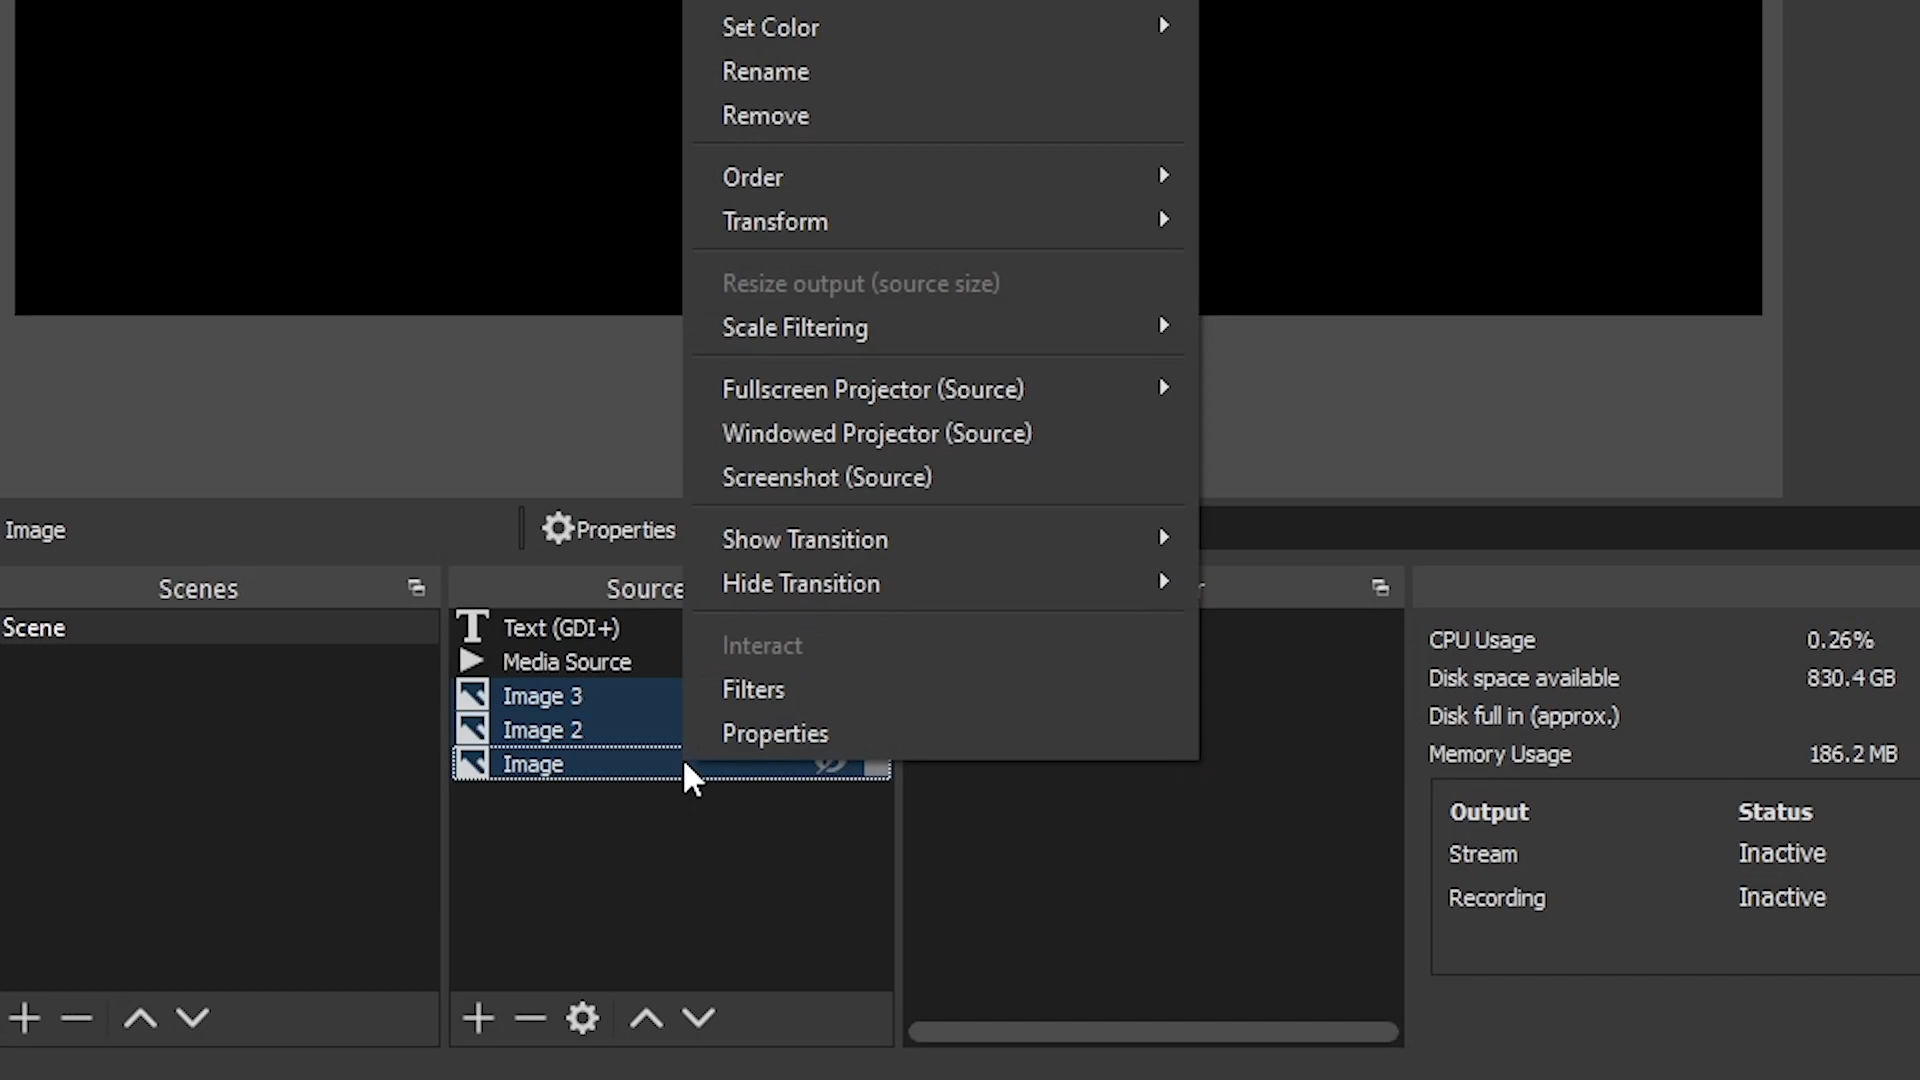 Set Color
Rename
Remove
Order
Transform
Resize output (source size)
Scale Filtering
Fullscreen Projector (Source)
Windowed Projector (Source)
Screenshot (Source)
Show Transition
Hide Transition
Interact
Filters
Properties
Image
Properties
Scenes
Scene
Source
Text (GDI+)
Media Source
Image 3
Image 2
Image
CPU Usage 0.26%
Disk space available 830.4 GB
Disk full in (approx.)
Memory Usage 186.2 MB
Output Status
Stream Inactive
Recording Inactive